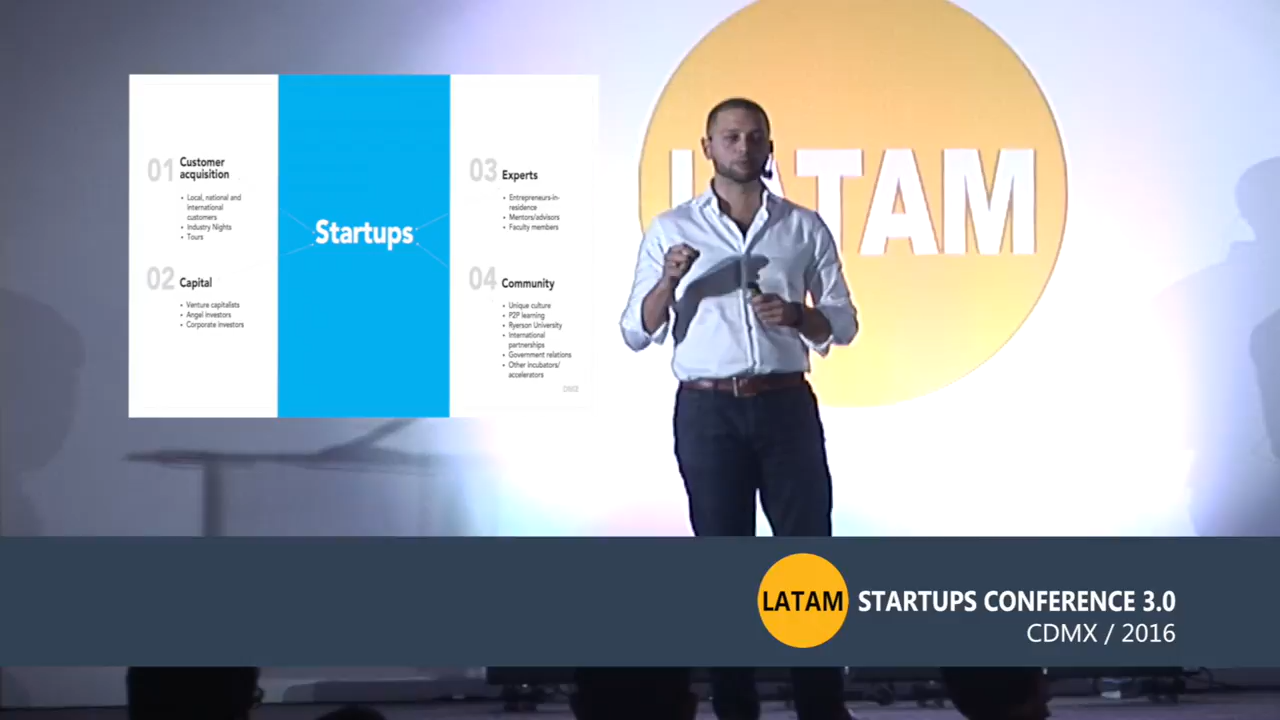 01 Customer
acquisition
• Local, national and
international
customers
• Industry Nights
• Tours
02 Capital
• Venture capitalists
• Angel investors
• Corporate investors
Startups
03 Experts
• Entrepreneurs-in-
residence
• Mentors/advisors
• Faculty members
04 Community
• Unique culture
• P2P learning
• Ryerson University
• International
partnerships
• Government relations
• Other incubators/
accelerators
DMZ
LATAM
LATAM STARTUPS CONFERENCE 3.0
CDMX / 2016